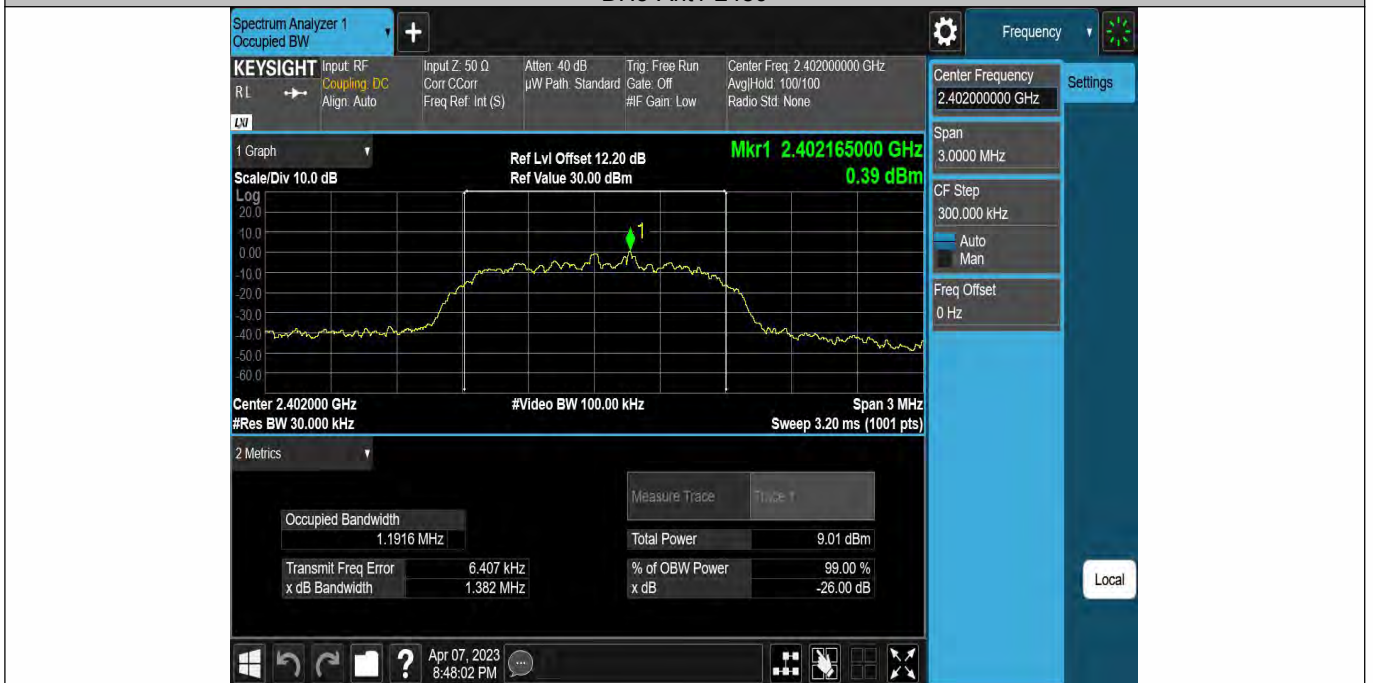 Spectrum Analyzer 1
Occupied BW
Frequency
KEYSIGHT
RL
LXI
Input: RF
Coupling: DC
Align: Auto
Input Z: 50 Ω
Corr CCorr
Freq Ref: Int (S)
Atten: 40 dB
µW Path: Standard
Trig: Free Run
Gate: Off
#IF Gain: Low
Center Freq: 2.402000000 GHz
Avg|Hold: 100/100
Radio Std: None
Center Frequency
2.402000000 GHz
Settings
Span
3.0000 MHz
CF Step
300.000 kHz
Auto
Man
Freq Offset
0 Hz
Local
1 Graph
Scale/Div 10.0 dB
Ref Lvl Offset 12.20 dB
Ref Value 30.00 dBm
Mkr1 2.402165000 GHz
0.39 dBm
Log
20.0
10.0
0.00
-10.0
-20.0
-30.0
-40.0
-50.0
-60.0
1
Center 2.402000 GHz
#Video BW 100.00 kHz
Span 3 MHz
#Res BW 30.000 kHz
Sweep 3.20 ms (1001 pts)
2 Metrics
Measure Trace
Trace 1
Occupied Bandwidth
1.1916 MHz
Total Power 9.01 dBm
Transmit Freq Error 6.407 kHz
% of OBW Power 99.00 %
x dB Bandwidth 1.382 MHz
x dB -26.00 dB
?
Apr 07, 2023
8:48:02 PM